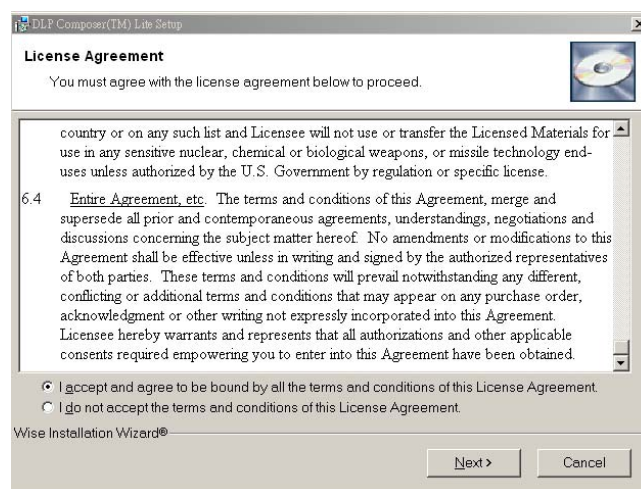 DLP Composer(TM) Lite Setup
License Agreement
You must agree with the license agreement below to proceed.
country or on any such list and Licensee will not use or transfer the Licensed Materials for
use in any sensitive nuclear, chemical or biological weapons, or missile technology end-
uses unless authorized by the U.S. Government by regulation or specific license.
6.4 Entire Agreement, etc. The terms and conditions of this Agreement, merge and
supersede all prior and contemporaneous agreements, understandings, negotiations and
discussions concerning the subject matter hereof. No amendments or modifications to this
Agreement shall be effective unless in writing and signed by the authorized representatives
of both parties. These terms and conditions will prevail notwithstanding any different,
conflicting or additional terms and conditions that may appear on any purchase order,
acknowledgment or other writing not expressly incorporated into this Agreement.
Licensee hereby warrants and represents that all authorizations and other applicable
consents required empowering you to enter into this Agreement have been obtained.
I accept and agree to be bound by all the terms and conditions of this License Agreement.
I do not accept the terms and conditions of this License Agreement.
Wise Installation Wizard®
Next >
Cancel